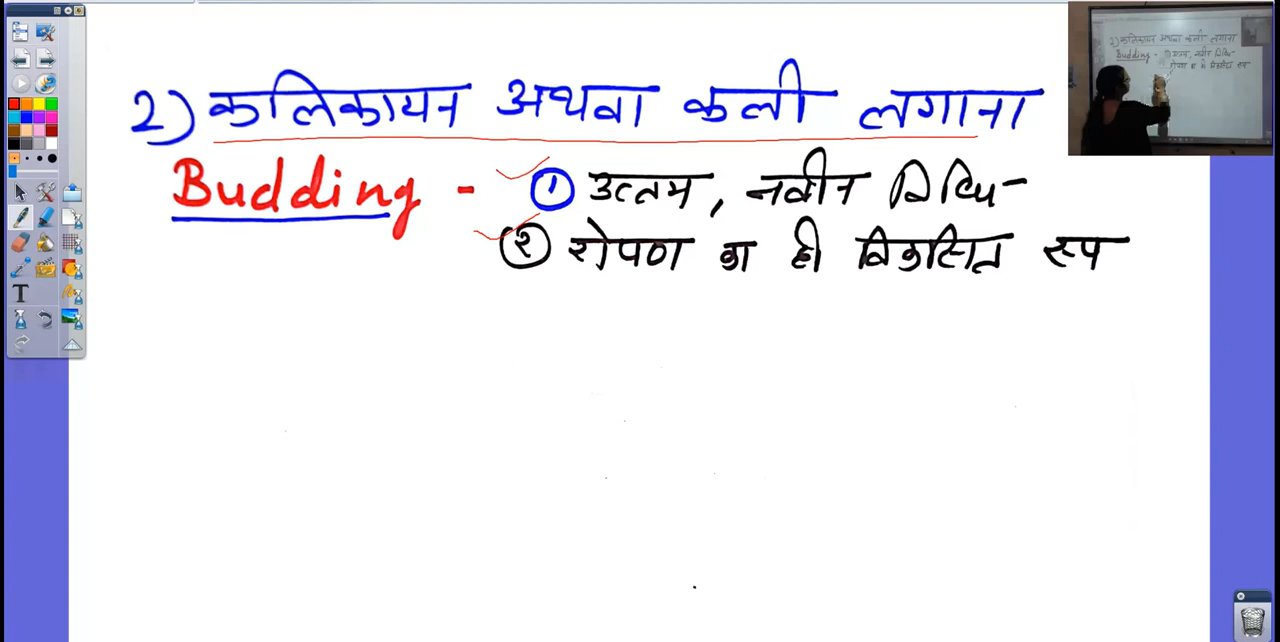 2) कलिकायन अथवा कली लगाना
Budding - ① उत्तम, नवीन विधि-
② रोपण का ही विकसित रूप